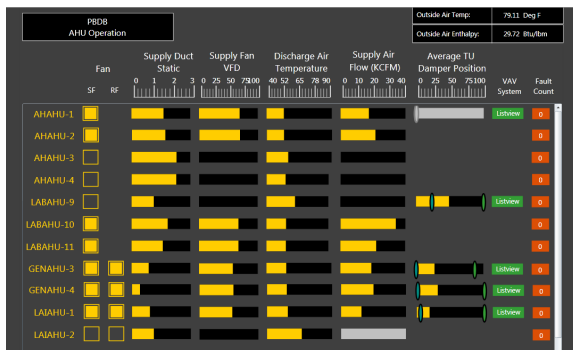 PBDB
AHU Operation
Outside Air Temp: 79.11 Deg F
Outside Air Enthalpy: 29.72 Btu/lbm
Supply Duct Static
Supply Fan VFD
Discharge Air Temperature
Supply Air Flow (KCFM)
Average TU Damper Position
Fan
SF RF
0 1 2 3
0 25 50 75100
40 52 65 78 90
0 10 20 30 40
0 25 50 75100
VAV System
Fault Count
AHAHU-1 Listview 0
AHAHU-2 0
AHAHU-3 0
AHAHU-4 0
LABAHU-9 Listview 0
LABAHU-10 0
LABAHU-11 0
GENAHU-3 Listview 0
GENAHU-4 Listview 0
LAIAHU-1 Listview 0
LAIAHU-2 0